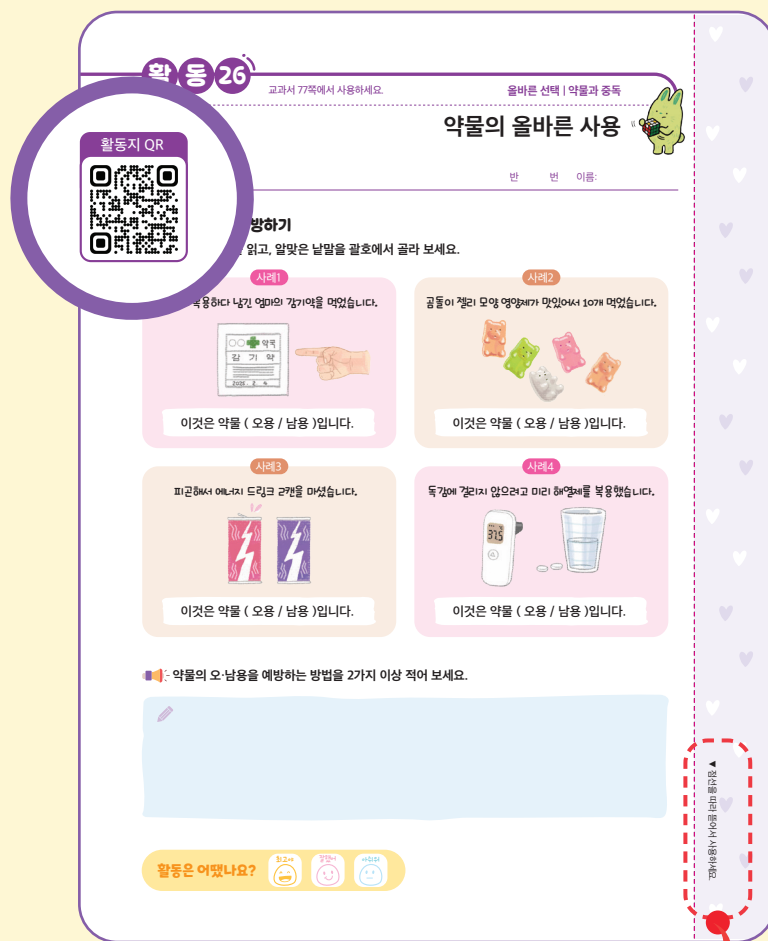 활동 26
교과서 77쪽에서 사용하세요.
올바른 선택 | 약물과 중독
약물의 올바른 사용
반 번 이름:
활동지 QR
방하기
읽고, 알맞은 낱말을 괄호에서 골라 보세요.
사례1
복용하다 남긴 엄마의 감기약을 먹었습니다.
약국
감 기 약
2025. 2. 4
이것은 약물 ( 오용 / 남용 )입니다.
사례2
곰돌이 젤리 모양 영양제가 맛있어서 10개 먹었습니다.
이것은 약물 ( 오용 / 남용 )입니다.
사례3
피곤해서 에너지 드링크 2캔을 마셨습니다.
이것은 약물 ( 오용 / 남용 )입니다.
사례4
독감에 걸리지 않으려고 미리 해열제를 복용했습니다.
37.5
이것은 약물 ( 오용 / 남용 )입니다.
약물의 오·남용을 예방하는 방법을 2가지 이상 적어 보세요.
활동은 어땠나요?
최고야
괜찮아
아쉬워
▼ 점선을 따라 뜯어서 사용하세요.